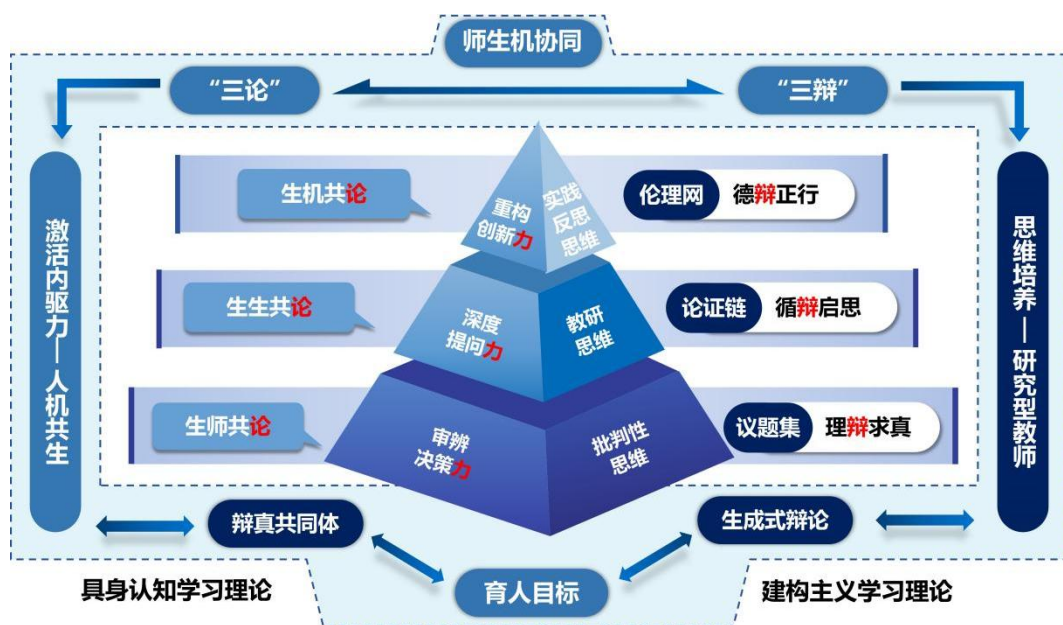 师生机协同
“三论”
“三辩”
激活内驱力—人机共生
思维培养—研究型教师
生机共论
重构
创新力
实践
反思
思维
伦理网
德辩正行
生生共论
深度
提问力
教研
思维
论证链
循辩启思
生师共论
审辨
决策力
批判性
思维
议题集
理辩求真
辩真共同体
生成式辩论
具身认知学习理论
育人目标
建构主义学习理论